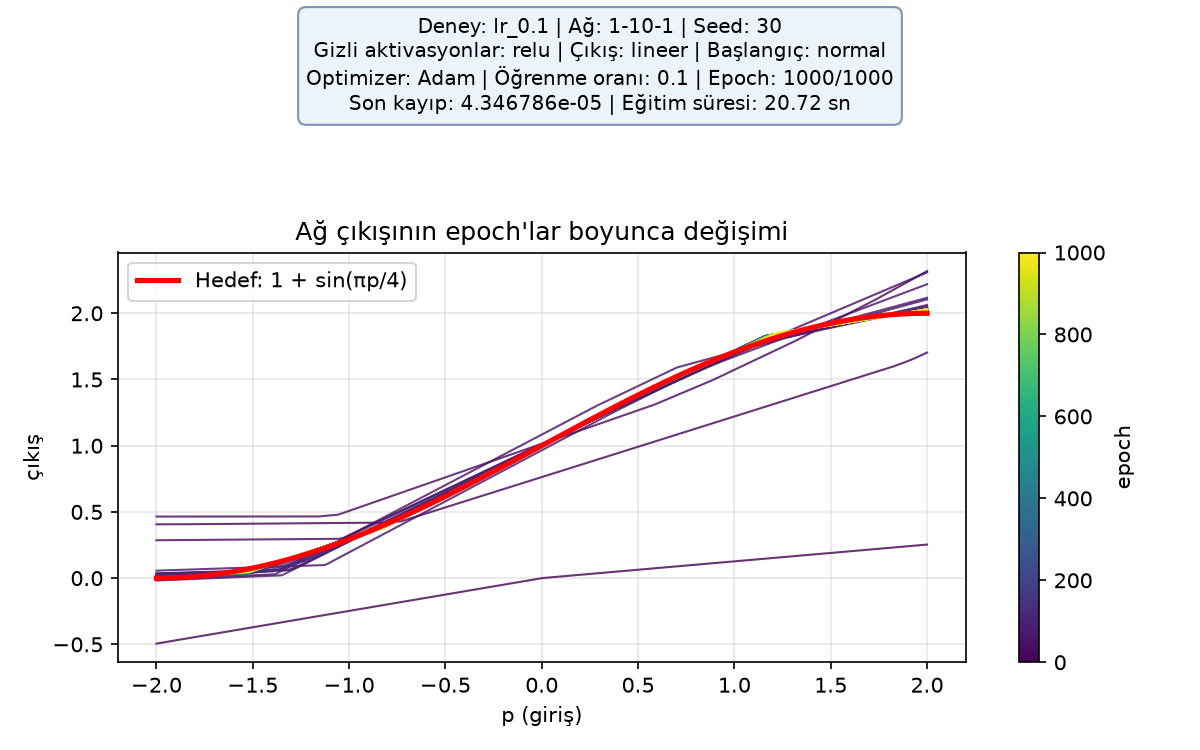 Deney: lr_0.1 | Ağ: 1-10-1 | Seed: 30
Gizli aktivasyonlar: relu | Çıkış: lineer | Başlangıç: normal
Optimizer: Adam | Öğrenme oranı: 0.1 | Epoch: 1000/1000
Son kayıp: 4.346786e-05 | Eğitim süresi: 20.72 sn
Ağ çıkışının epoch'lar boyunca değişimi
Hedef: 1 + sin(πp/4)
çıkış
2.0
1.5
1.0
0.5
0.0
−0.5
−2.0 −1.5 −1.0 −0.5 0.0 0.5 1.0 1.5 2.0
p (giriş)
1000
800
600
400
200
0
epoch